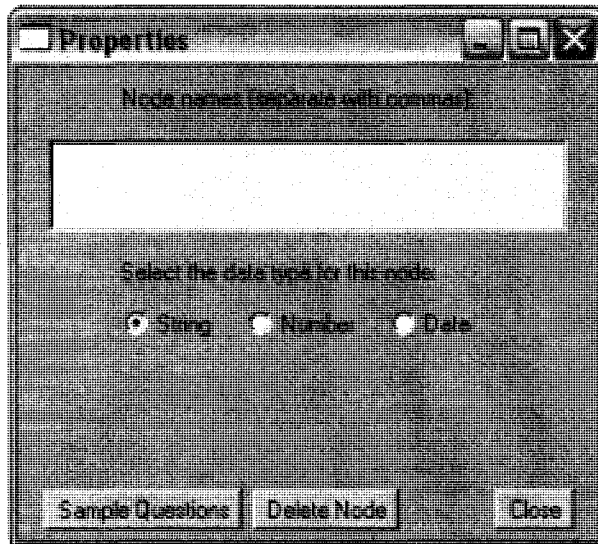 Properties
Node names (separate with commas):
Select the data type for this node:
String Number Date
Sample Questions Delete Node Close